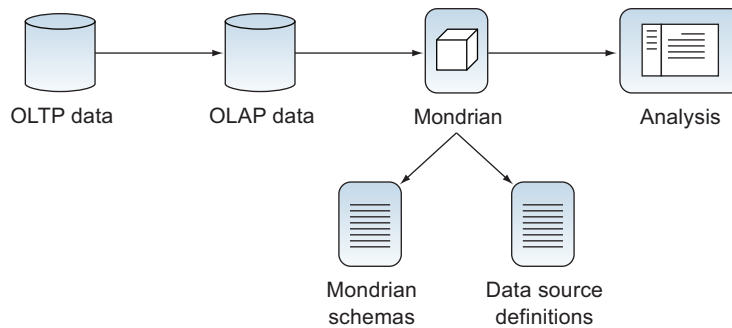 OLTP data
OLAP data
Mondrian
Analysis
Mondrian
schemas
Data source
definitions